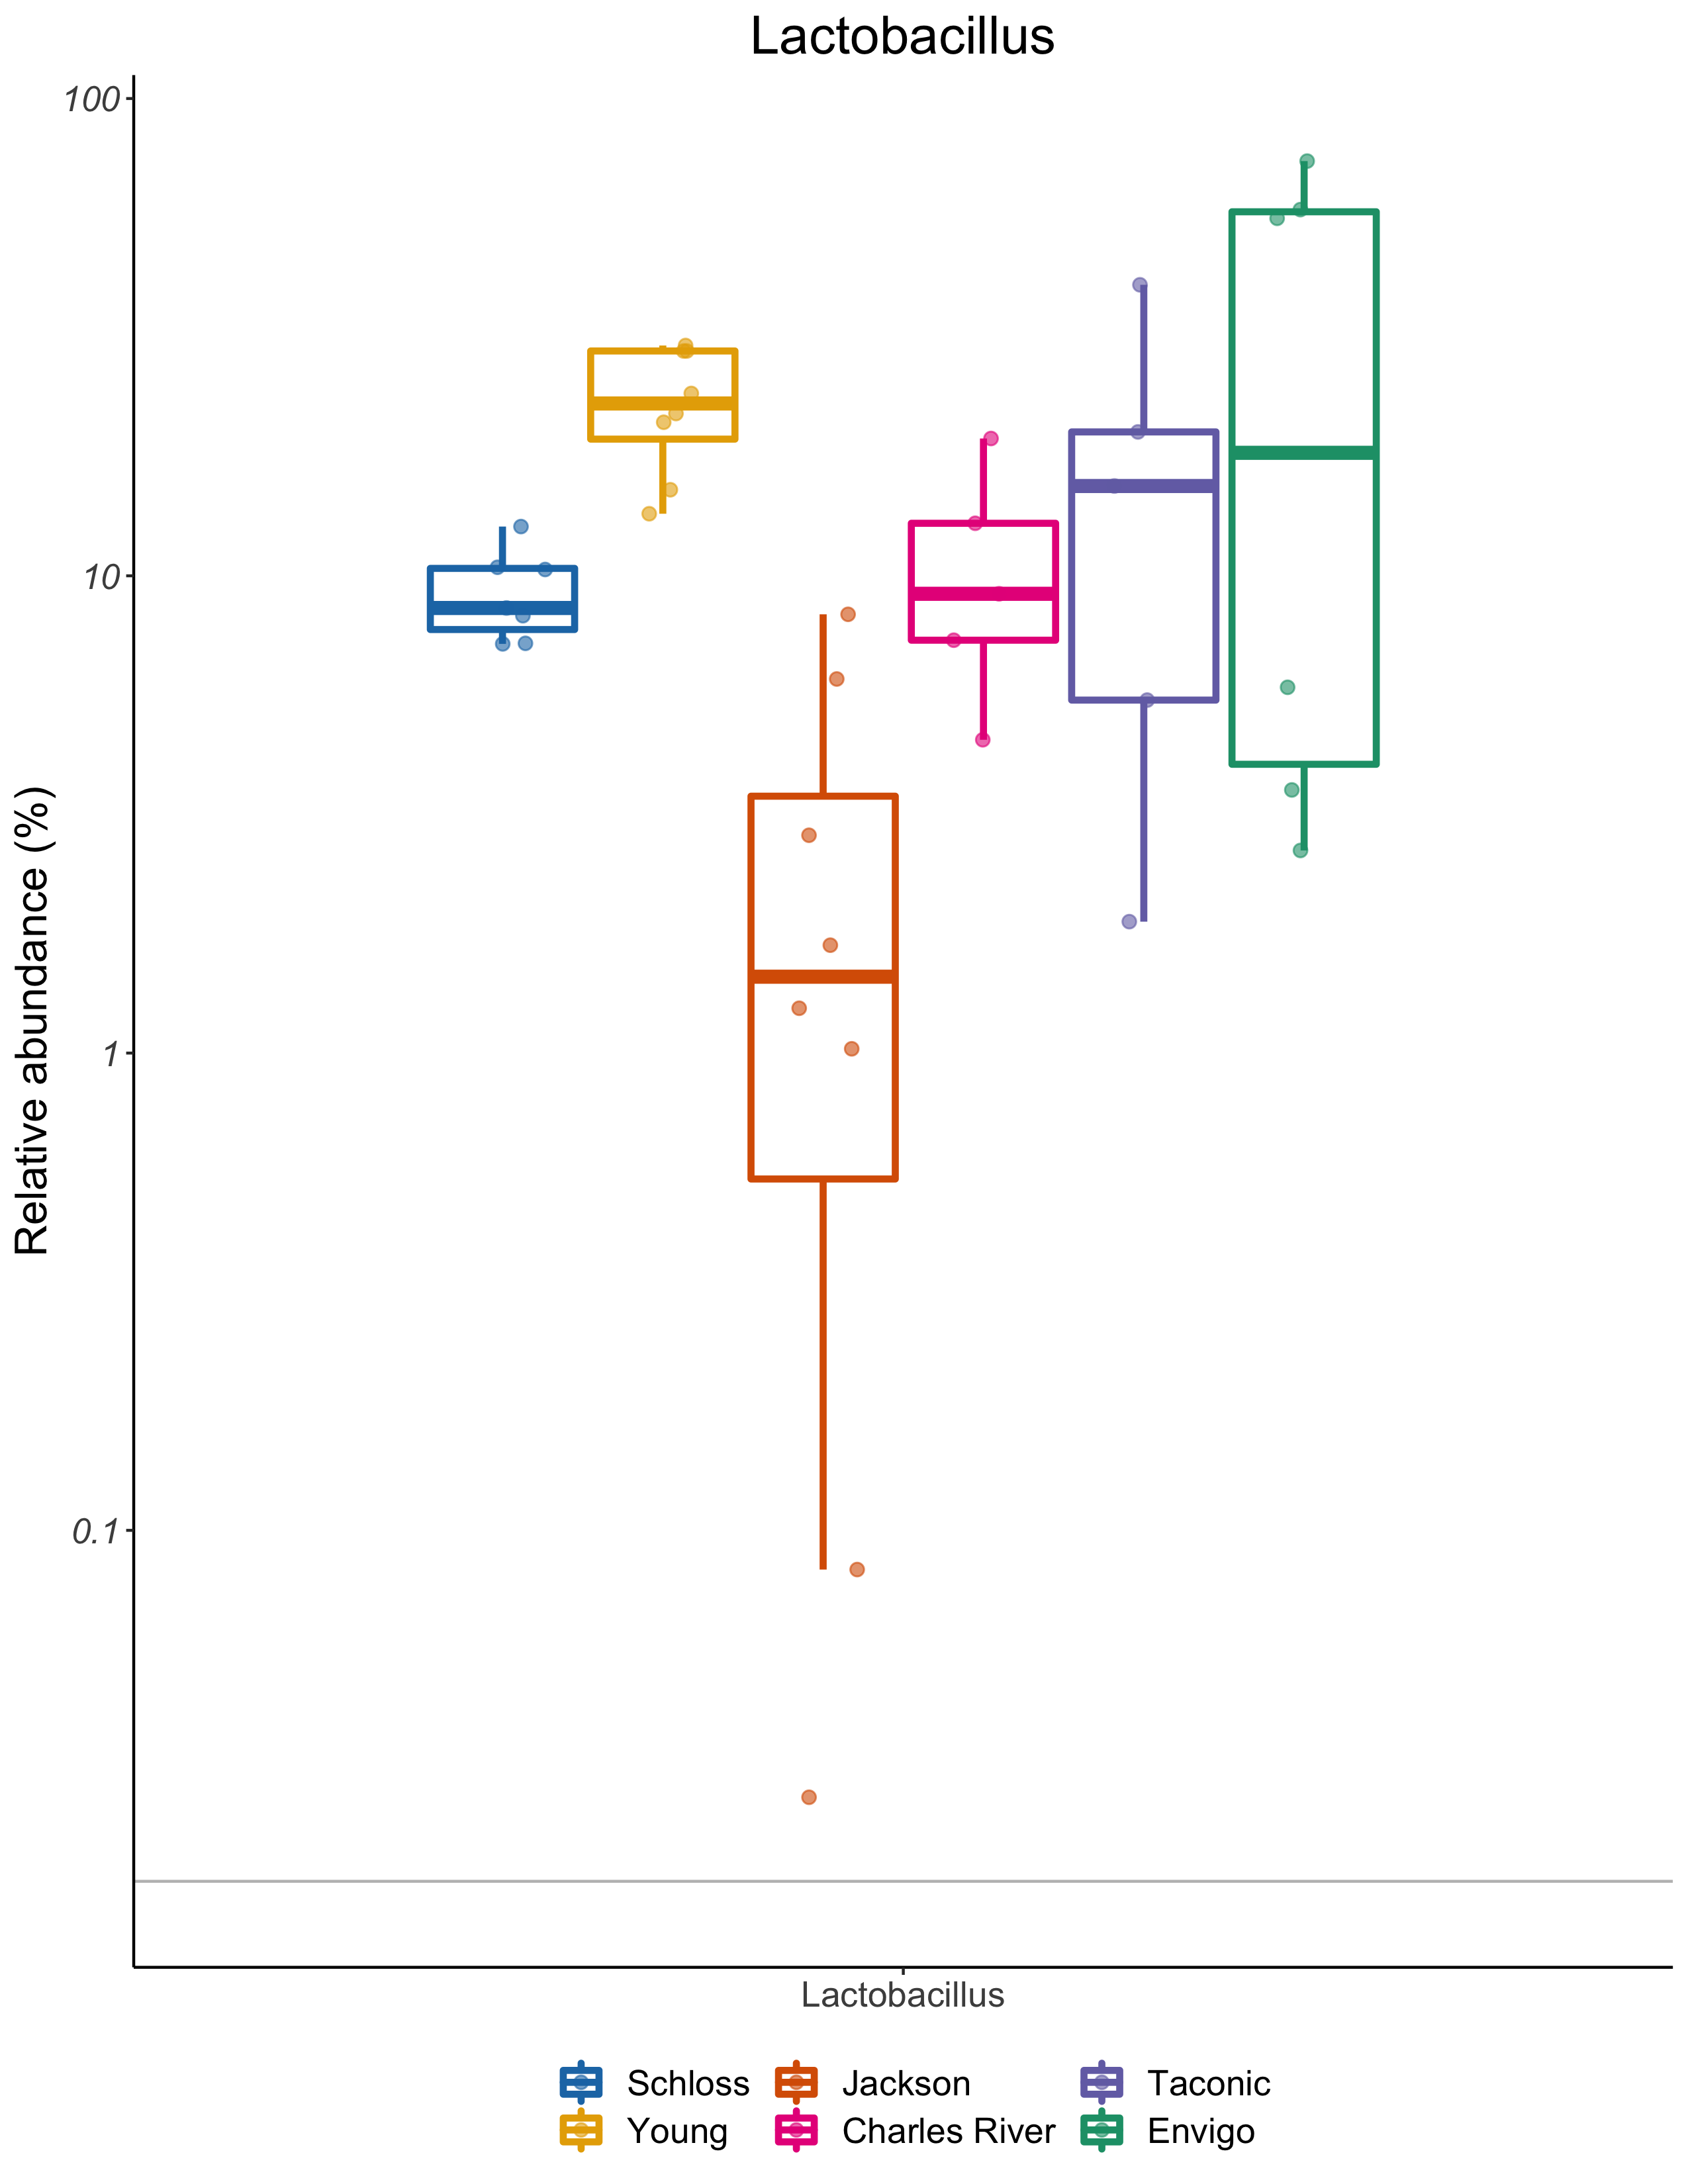 Lactobacillus
100
10
1
0.1
Relative abundance (%)
Lactobacillus
Schloss Jackson Taconic
Young Charles River Envigo